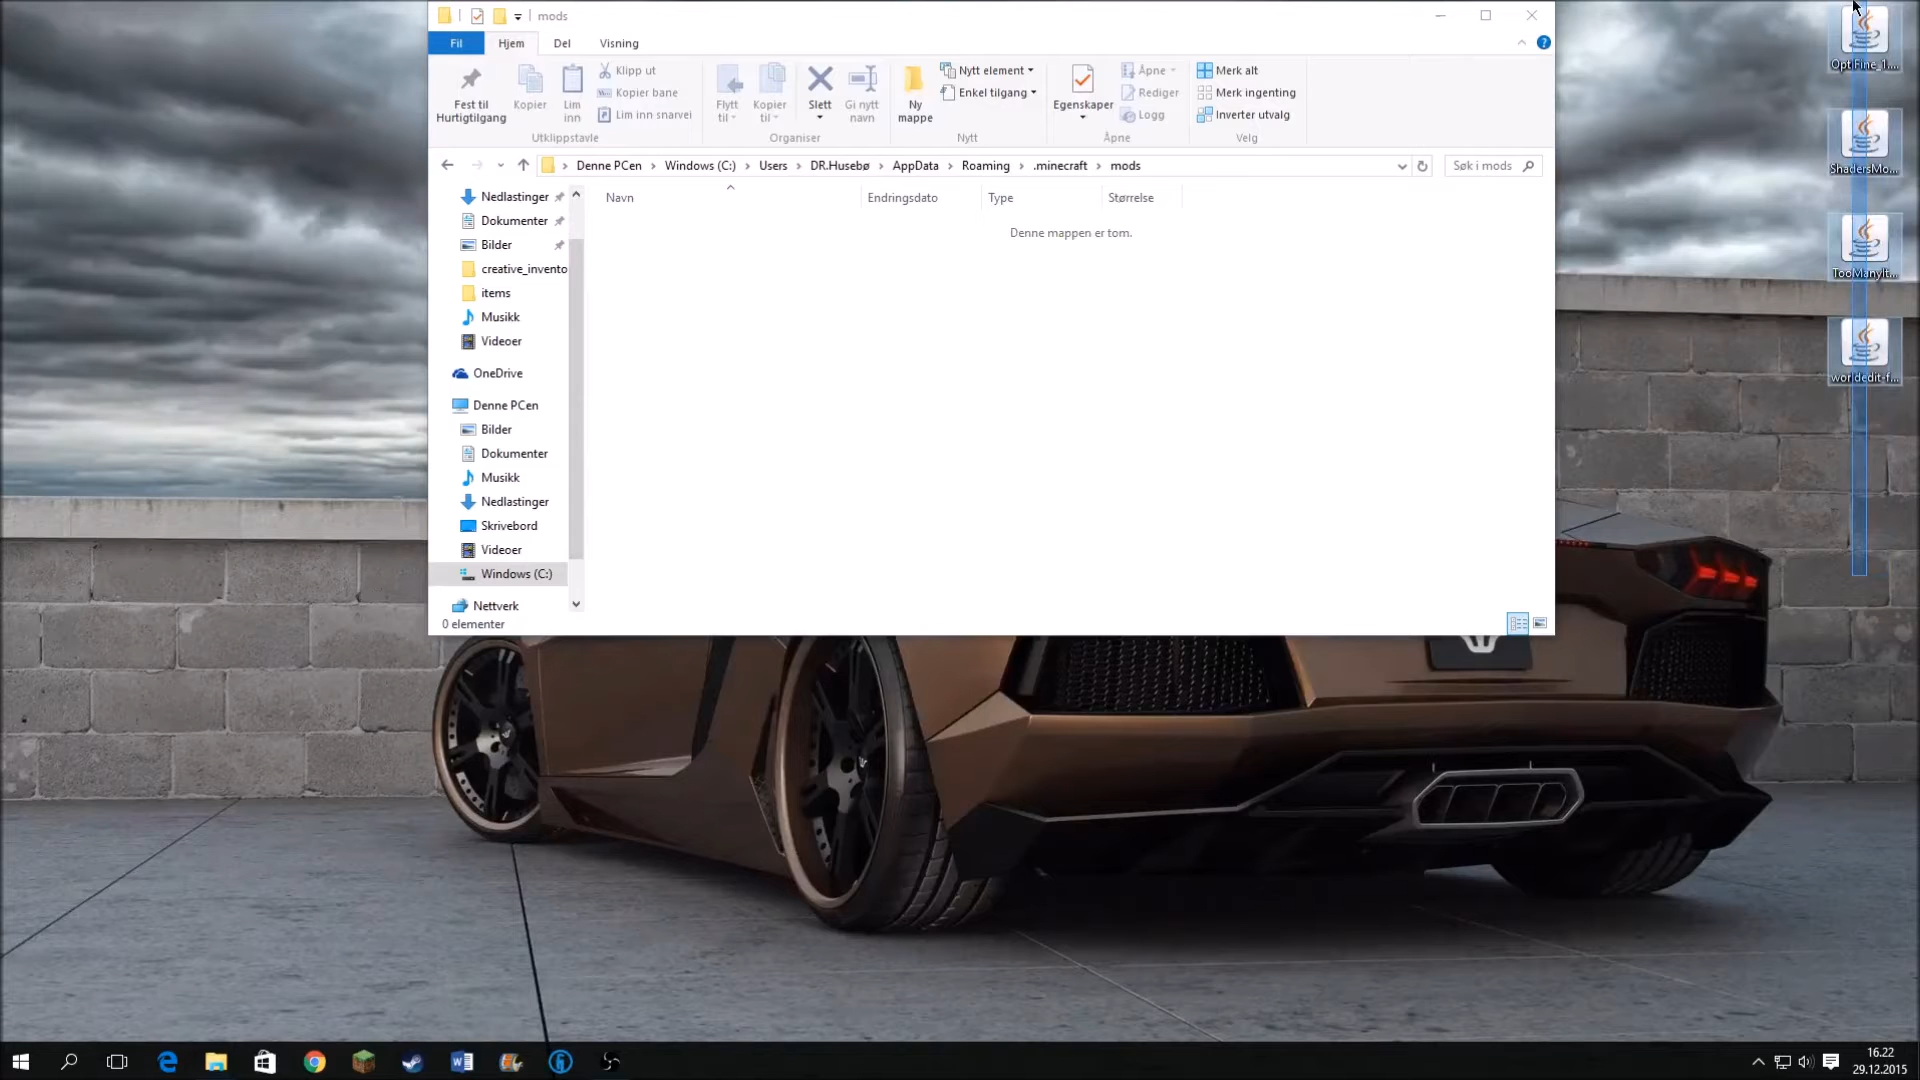 mods
Fil Hjem Del Visning
Fest til Hurtigtilgang
Kopier
Lim inn
Klipp ut
Kopier bane
Lim inn snarvei
Utklippstavle
Flytt til
Kopier til
Slett
Gi nytt navn
Organiser
Ny mappe
Nytt element
Enkel tilgang
Nytt
Egenskaper
Åpne
Rediger
Logg
Åpne
Merk alt
Merk ingenting
Inverter utvalg
Velg
Denne PCen Windows (C:) Users DR.Husebø AppData Roaming .minecraft mods
Søk i mods
Navn Endringsdato Type Størrelse
Denne mappen er tom.
Nedlastinger
Dokumenter
Bilder
creative_invento
items
Musikk
Videoer
OneDrive
Denne PCen
Bilder
Dokumenter
Musikk
Nedlastinger
Skrivebord
Videoer
Windows (C:)
Nettverk
0 elementer
OptiFine_1....
ShadersMo...
TooManyIt...
worldedit-f...
16.22
29.12.2015